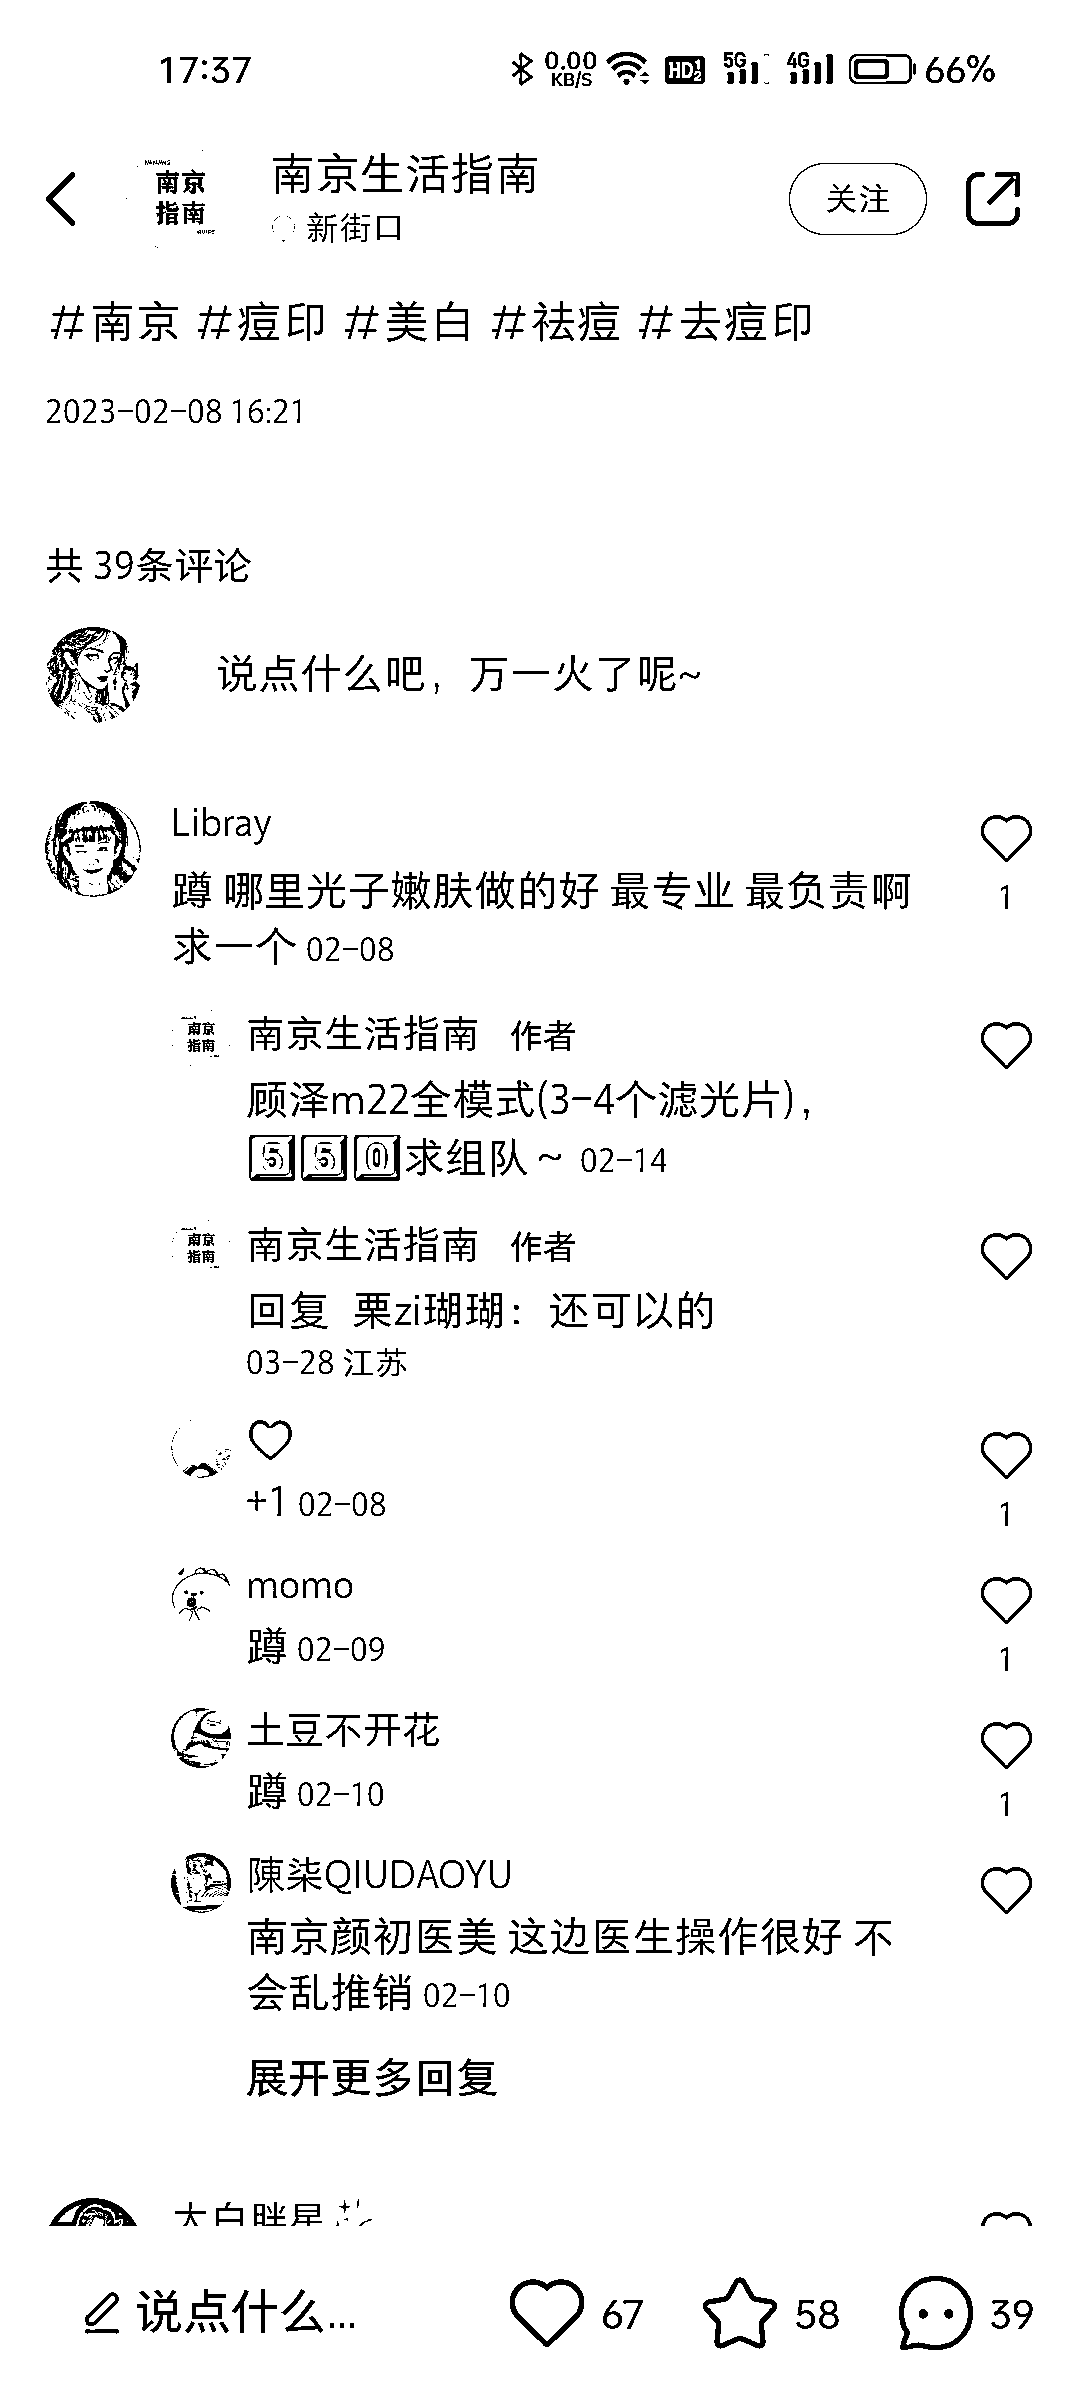 17:37 0.00 KB/S HD 5G 4G 66%
南京指南
南京生活指南
新街口
关注
#南京 #痘印 #美白 #祛痘 #去痘印
2023-02-08 16:21
共 39条评论
说点什么吧，万一火了呢~
Libray
蹲 哪里光子嫩肤做的好 最专业 最负责啊
求一个 02-08
1
南京指南
南京生活指南 作者
顾泽m22全模式(3-4个滤光片)，
550求组队～ 02-14
南京指南
南京生活指南 作者
回复 栗zi瑚瑚：还可以的
03-28 江苏
+1 02-08
1
momo
蹲 02-09
1
土豆不开花
蹲 02-10
1
陳柒QIUDAOYU
南京颜初医美 这边医生操作很好 不
会乱推销 02-10
展开更多回复
说点什么... 67 58 39